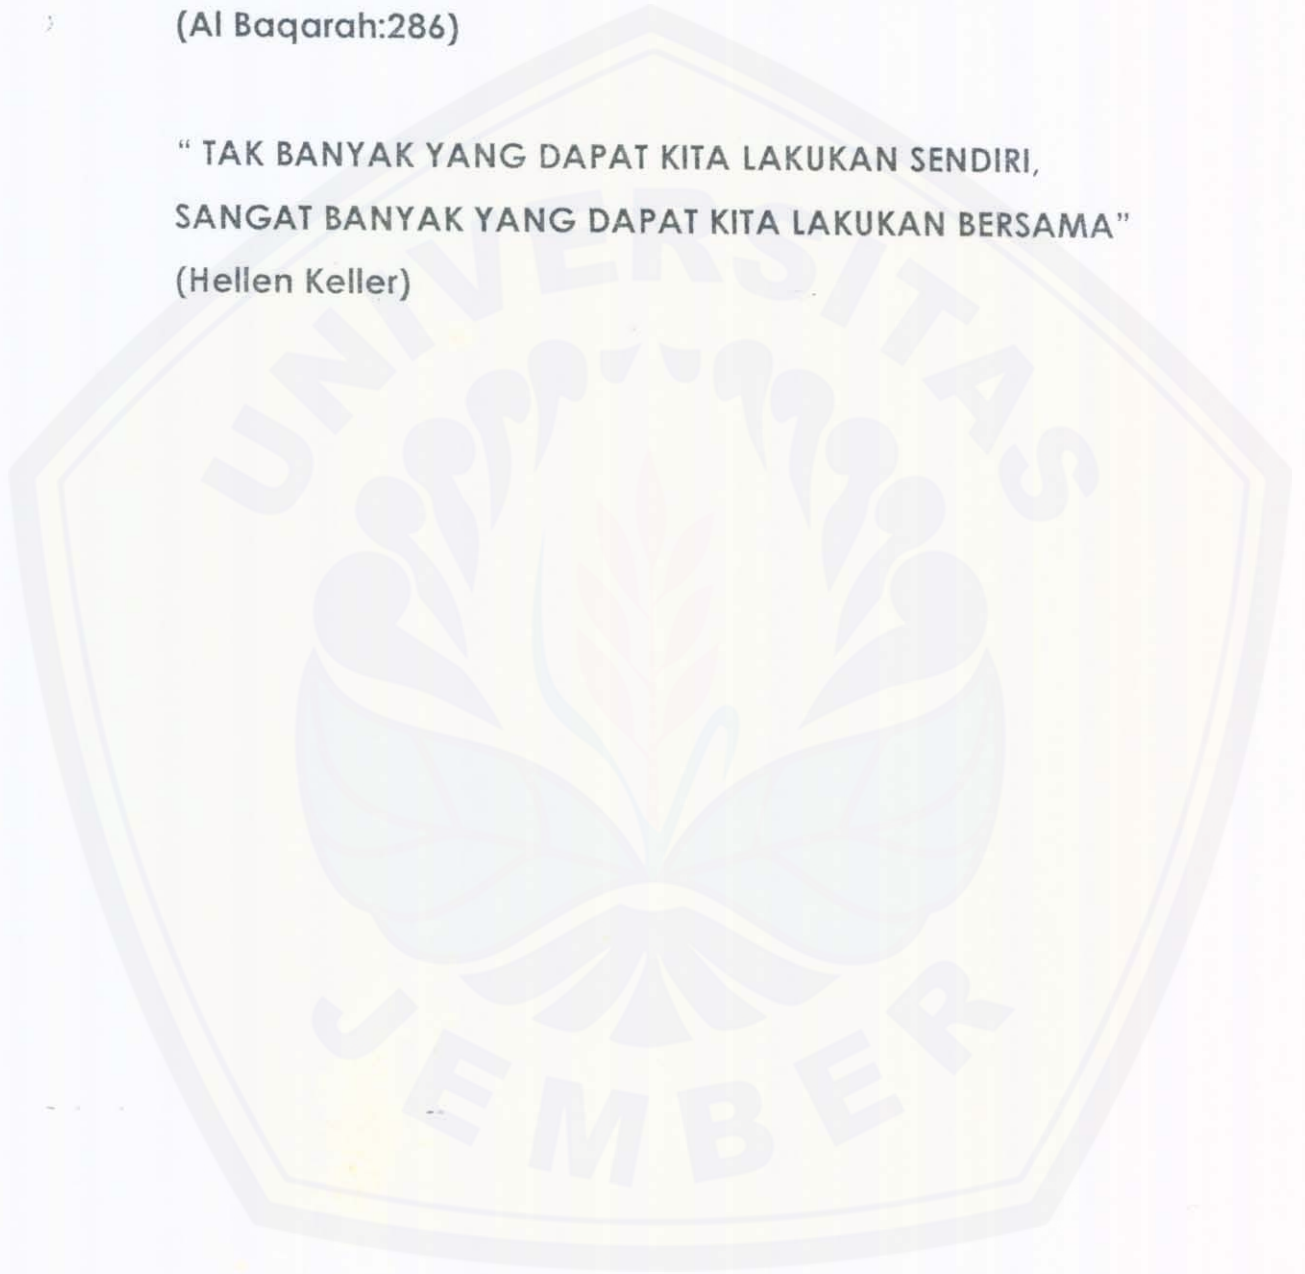 (Al Baqarah:286)
“ TAK BANYAK YANG DAPAT KITA LAKUKAN SENDIRI,
SANGAT BANYAK YANG DAPAT KITA LAKUKAN BERSAMA”
(Hellen Keller)
UNIVERSITAS
JEMBER